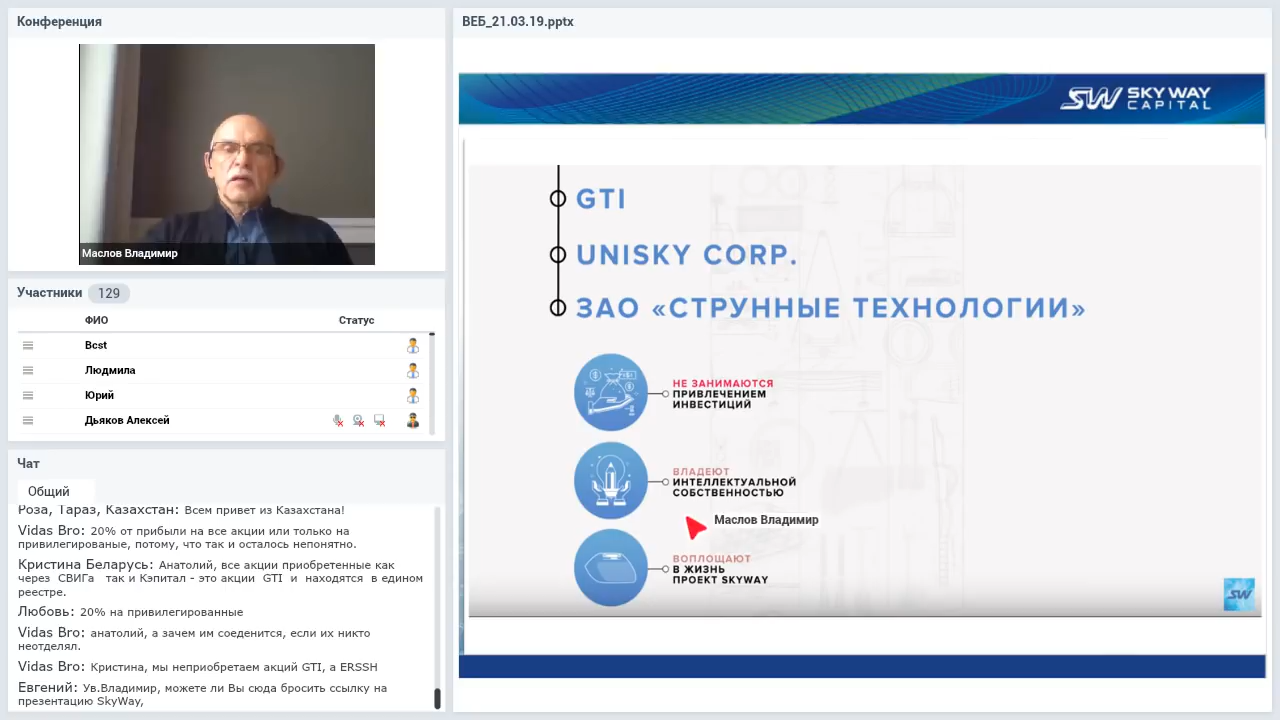 Конференция
Маслов Владимир
Участники 129
ФИО Статус
Bcst
Людмила
Юрий
Дьяков Алексей
Чат
Общий
Роза, Тараз, Казахстан: Всем привет из Казахстана!
Vidas Bro: 20% от прибыли на все акции или только на
привилегированые, потому, что так и осталось непонятно.
Кристина Беларусь: Анатолий, все акции приобретенные как
через СВИГа так и Кэпитал - это акции GTI и находятся в едином
реестре.
Любовь: 20% на привилегированные
Vidas Bro: анатолий, а зачем им соеденится, если их никто
неотделял.
Vidas Bro: Кристина, мы неприобретаем акций GTI, а ERSSH
Евгений: Ув.Владимир, можете ли Вы сюда бросить ссылку на
презентацию SkyWay,
ВЕБ_21.03.19.pptx
SW SKY WAY
CAPITAL
GTI
UNISKY CORP.
ЗАО «СТРУННЫЕ ТЕХНОЛОГИИ»
НЕ ЗАНИМАЮТСЯ
ПРИВЛЕЧЕНИЕМ
ИНВЕСТИЦИЙ
ВЛАДЕЮТ
ИНТЕЛЛЕКТУАЛЬНОЙ
СОБСТВЕННОСТЬЮ
Маслов Владимир
ВОПЛОЩАЮТ
В ЖИЗНЬ
ПРОЕКТ SKYWAY
SW